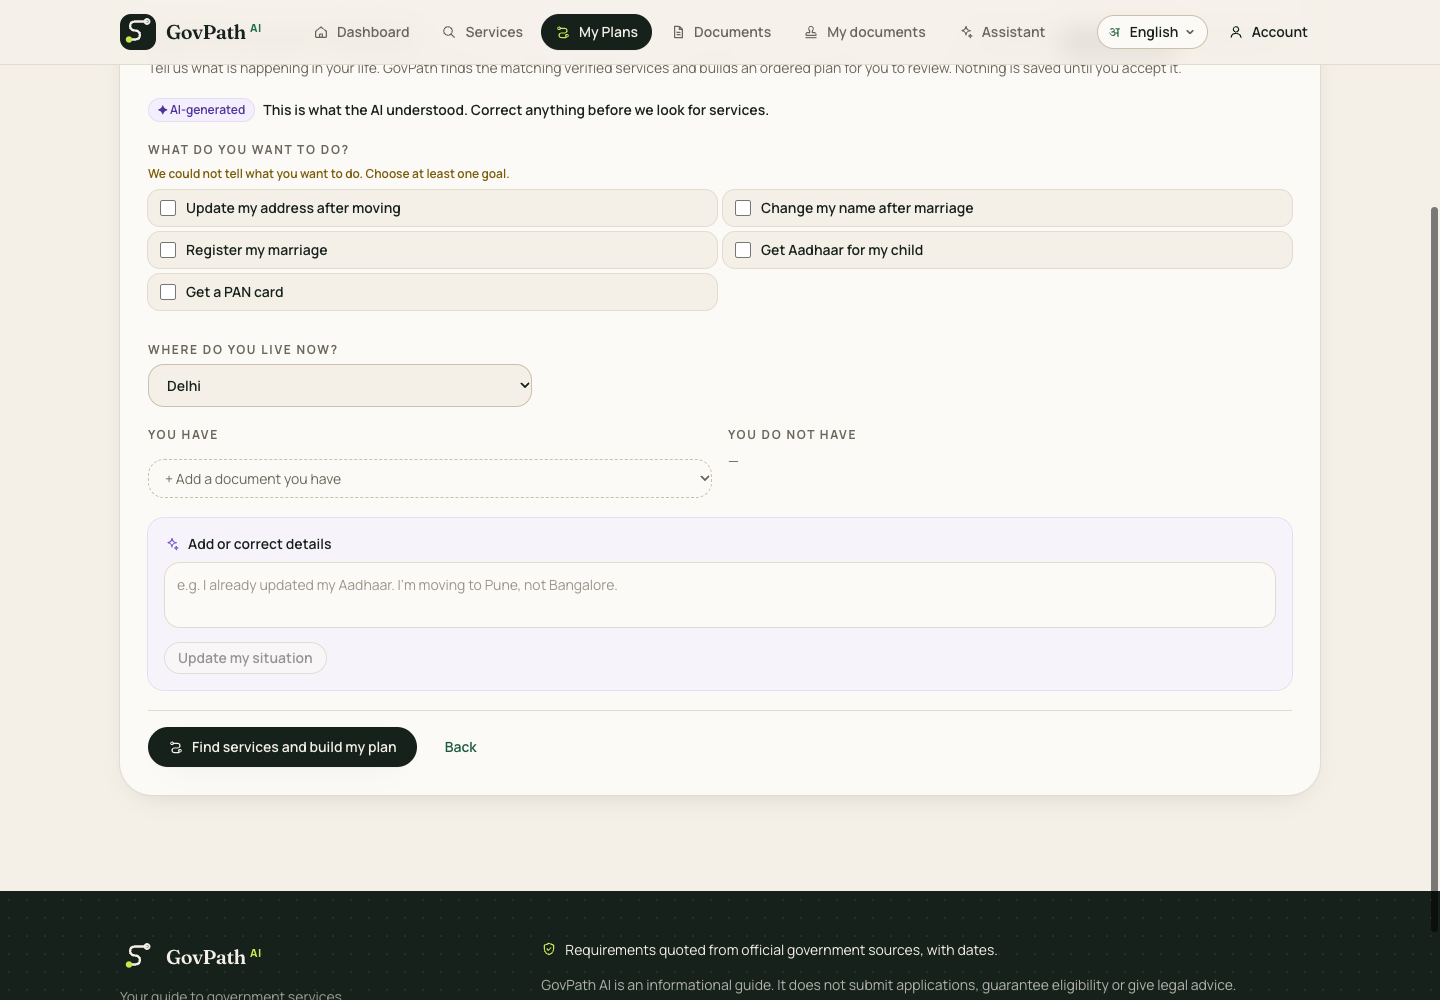 GovPath AI
Dashboard
Services
My Plans
Documents
My documents
Assistant
अ English
Account
Tell us what is happening in your life. GovPath finds the matching verified services and builds an ordered plan for you to review. Nothing is saved until you accept it.
AI-generated This is what the AI understood. Correct anything before we look for services.
WHAT DO YOU WANT TO DO?
We could not tell what you want to do. Choose at least one goal.
Update my address after moving
Change my name after marriage
Register my marriage
Get Aadhaar for my child
Get a PAN card
WHERE DO YOU LIVE NOW?
Delhi
YOU HAVE
+ Add a document you have
YOU DO NOT HAVE
—
Add or correct details
e.g. I already updated my Aadhaar. I'm moving to Pune, not Bangalore.
Update my situation
Find services and build my plan
Back
GovPath AI
Your guide to government services
Requirements quoted from official government sources, with dates.
GovPath AI is an informational guide. It does not submit applications, guarantee eligibility or give legal advice.